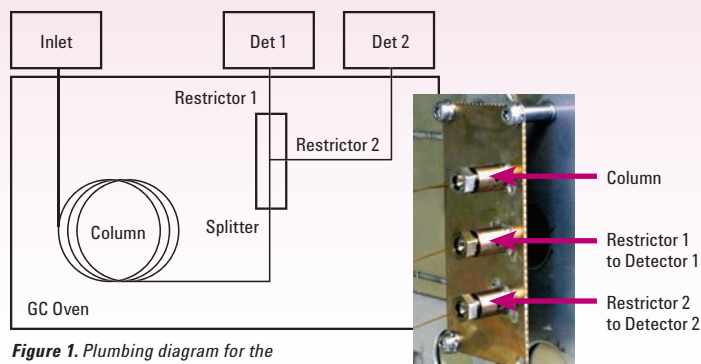 Inlet
Det 1
Det 2
Restrictor 1
Restrictor 2
Splitter
Column
GC Oven
Column
Restrictor 1
to Detector 1
Restrictor 2
to Detector 2
Figure 1. Plumbing diagram for the